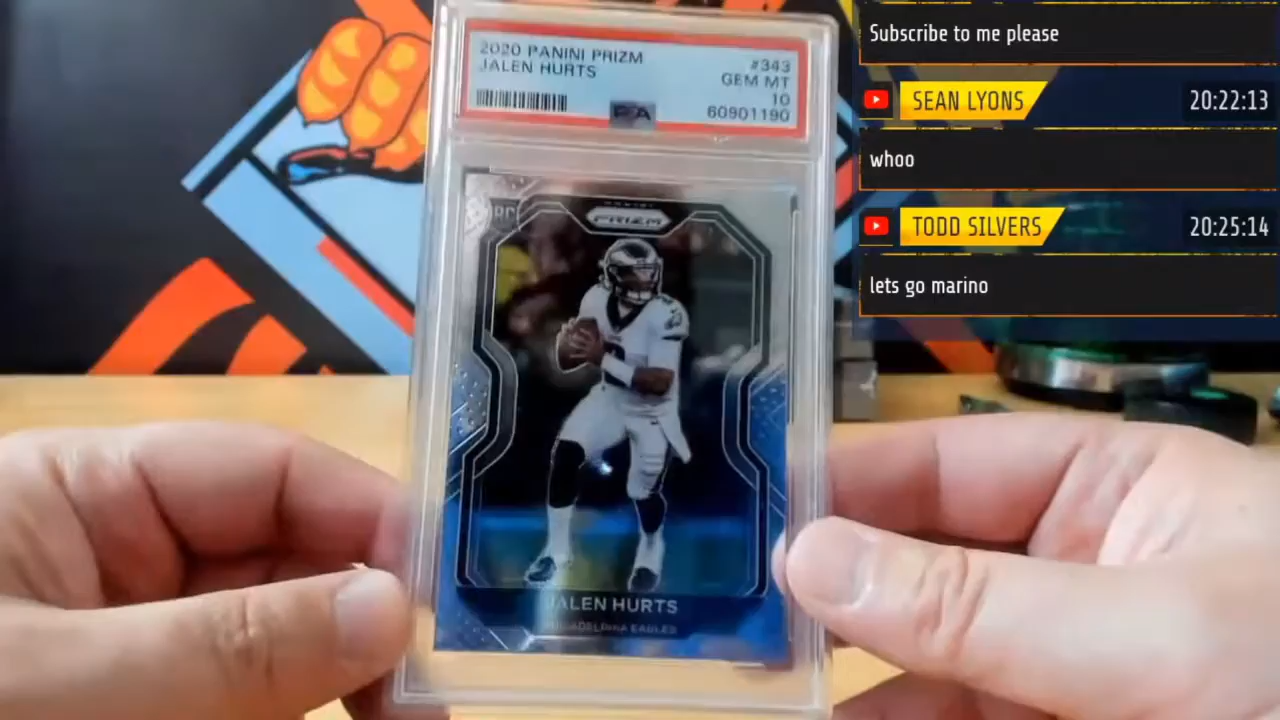 2020 PANINI PRIZM #343
JALEN HURTS GEM MT
10
PSA 60901190
RC
PANINI
PRIZM
JALEN HURTS
PHILADELPHIA EAGLES
Subscribe to me please
SEAN LYONS 20:22:13
whoo
TODD SILVERS 20:25:14
lets go marino